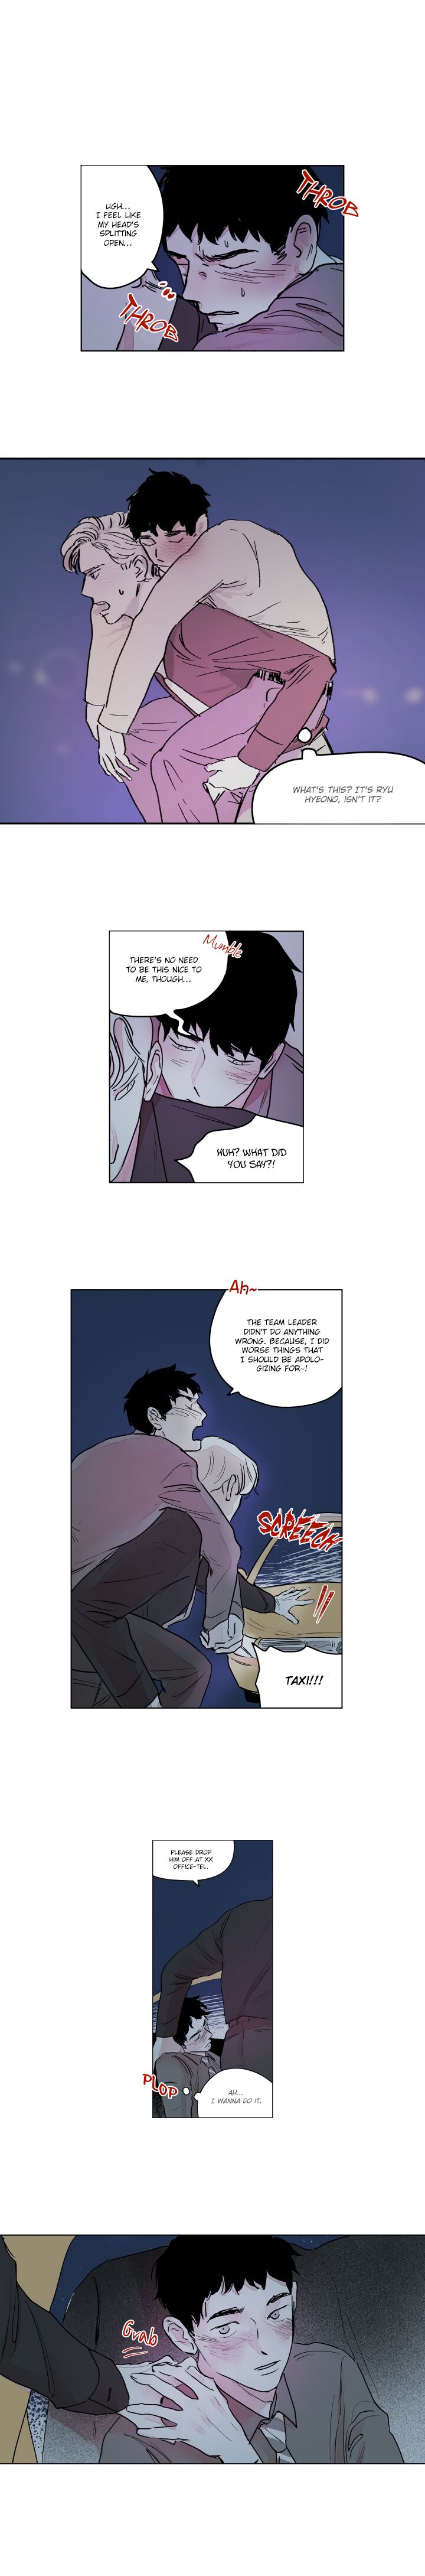 UGH...
I FEEL LIKE
MY HEAD'S
SPLITTING
OPEN...
THROB
THROB
WHAT'S THIS? IT'S RYU
HYEONO, ISN'T IT?
Mumble
THERE'S NO NEED
TO BE THIS NICE TO
ME, THOUGH...
HUH? WHAT DID
YOU SAY?!
Ah~
THE TEAM LEADER
DIDN'T DO ANYTHING
WRONG. BECAUSE, I DID
WORSE THINGS THAT
I SHOULD BE APOLO-
GIZING FOR~!
SCREECH
TAXI!!!
PLEASE DROP
HIM OFF AT XX
OFFICE-TEL.
PLOP
AH...
I WANNA DO IT.
Grab